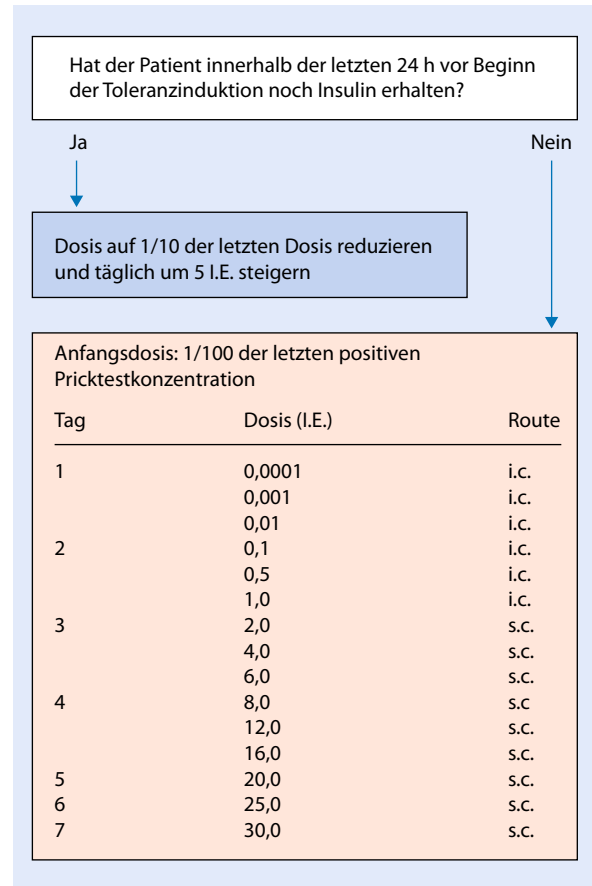 Hat der Patient innerhalb der letzten 24 h vor Beginn
der Toleranzinduktion noch Insulin erhalten?
Ja Nein
Dosis auf 1/10 der letzten Dosis reduzieren
und täglich um 5 I.E. steigern
Anfangsdosis: 1/100 der letzten positiven
Pricktestkonzentration
Tag Dosis (I.E.) Route
1 0,0001 i.c.
0,001 i.c.
0,01 i.c.
2 0,1 i.c.
0,5 i.c.
1,0 i.c.
3 2,0 s.c.
4,0 s.c.
6,0 s.c.
4 8,0 s.c
12,0 s.c.
16,0 s.c.
5 20,0 s.c.
6 25,0 s.c.
7 30,0 s.c.